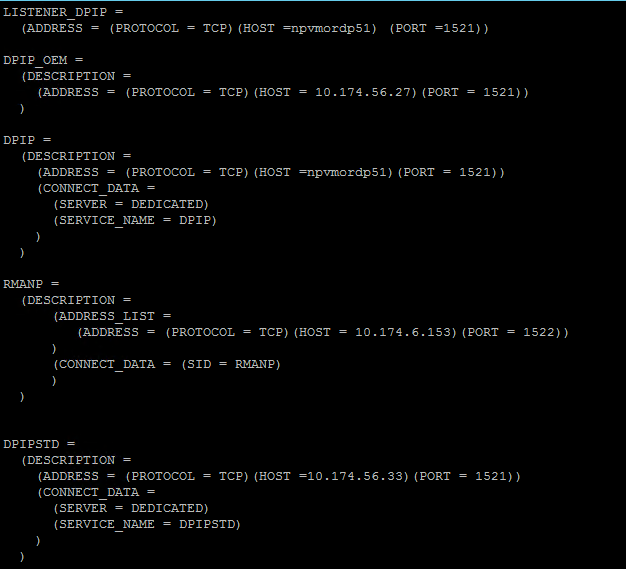 LISTENER_DPIP =
(ADDRESS = (PROTOCOL = TCP)(HOST =npvmordp51) (PORT =1521))
DPIP_OEM =
(DESCRIPTION =
(ADDRESS = (PROTOCOL = TCP)(HOST = 10.174.56.27)(PORT = 1521))
)
DPIP =
(DESCRIPTION =
(ADDRESS = (PROTOCOL = TCP)(HOST =npvmordp51)(PORT = 1521))
(CONNECT_DATA =
(SERVER = DEDICATED)
(SERVICE_NAME = DPIP)
)
)
RMANP =
(DESCRIPTION =
(ADDRESS_LIST =
(ADDRESS = (PROTOCOL = TCP)(HOST = 10.174.6.153)(PORT = 1522))
)
(CONNECT_DATA = (SID = RMANP)
)
)
DPIPSTD =
(DESCRIPTION =
(ADDRESS = (PROTOCOL = TCP)(HOST =10.174.56.33)(PORT = 1521))
(CONNECT_DATA =
(SERVER = DEDICATED)
(SERVICE_NAME = DPIPSTD)
)
)